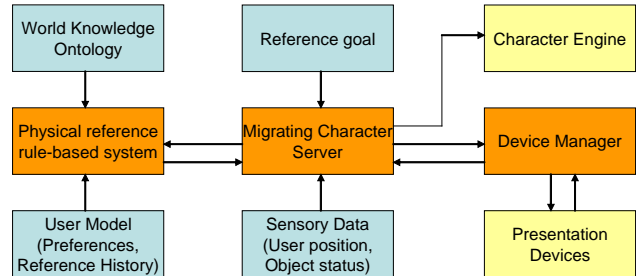 World Knowledge
Ontology
Reference goal
Character Engine
Physical reference
rule-based system
Migrating Character
Server
Device Manager
User Model
(Preferences,
Reference History)
Sensory Data
(User position,
Object status)
Presentation
Devices